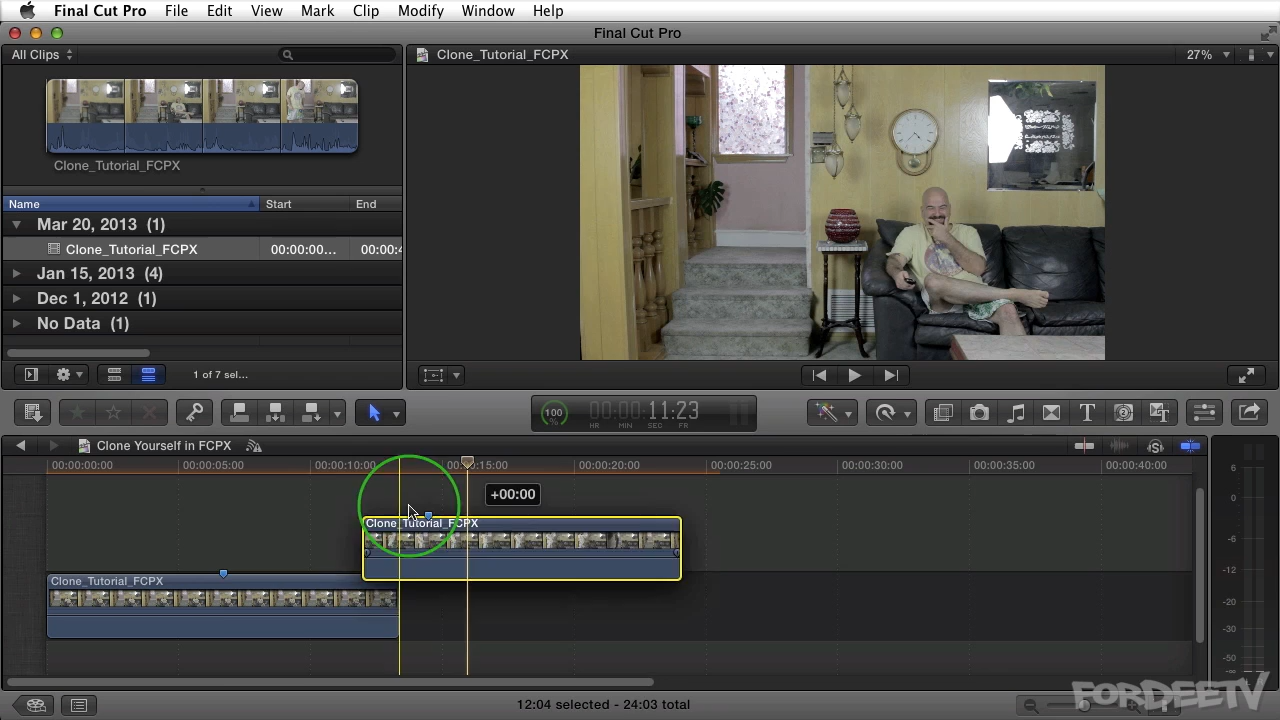 Final Cut Pro File Edit View Mark Clip Modify Window Help
Final Cut Pro
All Clips
Clone_Tutorial_FCPX
27%
Clone_Tutorial_FCPX
Name Start End
Mar 20, 2013 (1)
Clone_Tutorial_FCPX 00:00:00... 00:00:4
Jan 15, 2013 (4)
Dec 1, 2012 (1)
No Data (1)
1 of 7 sel...
100
%
00:00:11:23
HR MIN SEC FR
Clone Yourself in FCPX
00:00:00:00 00:00:05:00 00:00:10:00 00:00:15:00 00:00:20:00 00:00:25:00 00:00:30:00 00:00:35:00 00:00:40:00
+00:00
Clone_Tutorial_FCPX
Clone_Tutorial_FCPX
6
0
-6
-12
-20
-30
-50
-∞
12:04 selected - 24:03 total
FORDEETV